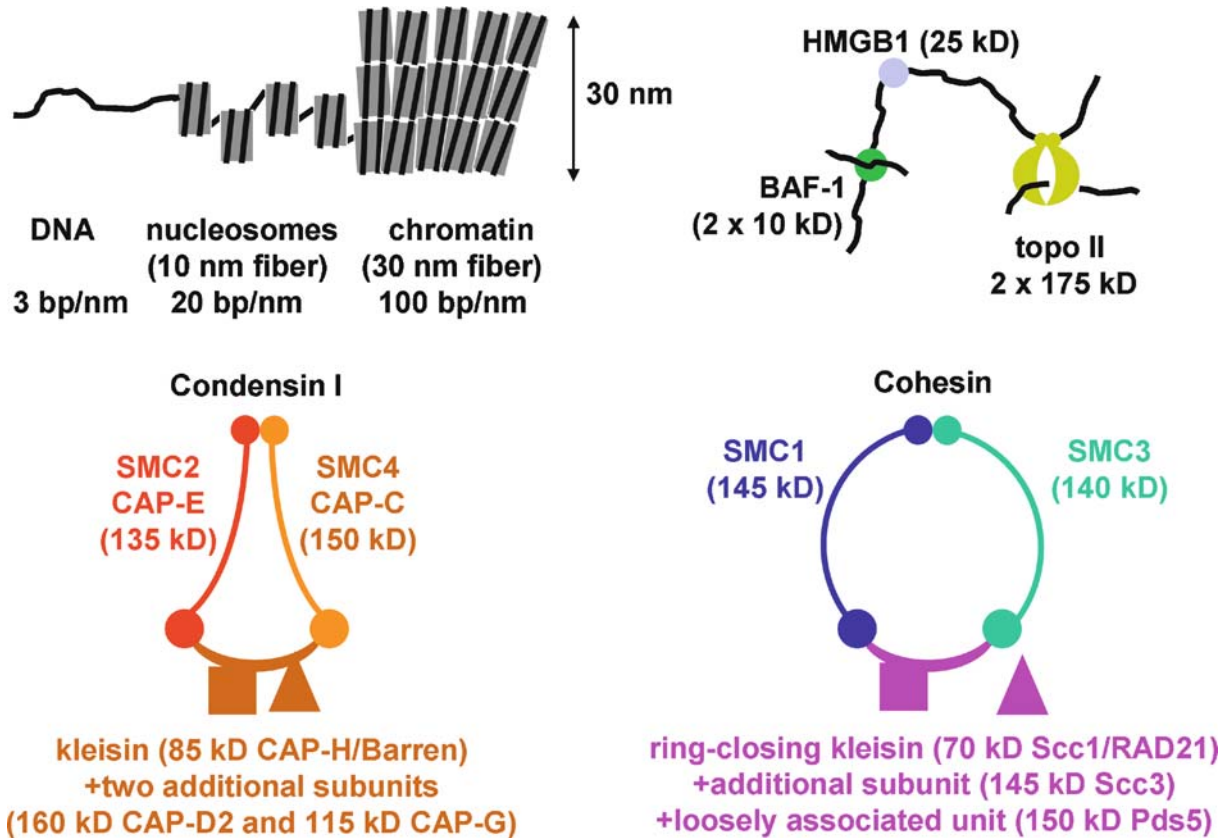 HMGB1 (25 kD)
30 nm
BAF-1
(2 x 10 kD)
DNA
nucleosomes
(10 nm fiber)
chromatin
(30 nm fiber)
3 bp/nm
20 bp/nm
100 bp/nm
topo II
2 x 175 kD
Condensin I
SMC2
CAP-E
(135 kD)
SMC4
CAP-C
(150 kD)
kleisin (85 kD CAP-H/Barren)
+two additional subunits
(160 kD CAP-D2 and 115 kD CAP-G)
Cohesin
SMC1
(145 kD)
SMC3
(140 kD)
ring-closing kleisin (70 kD Scc1/RAD21)
+additional subunit (145 kD Scc3)
+loosely associated unit (150 kD Pds5)